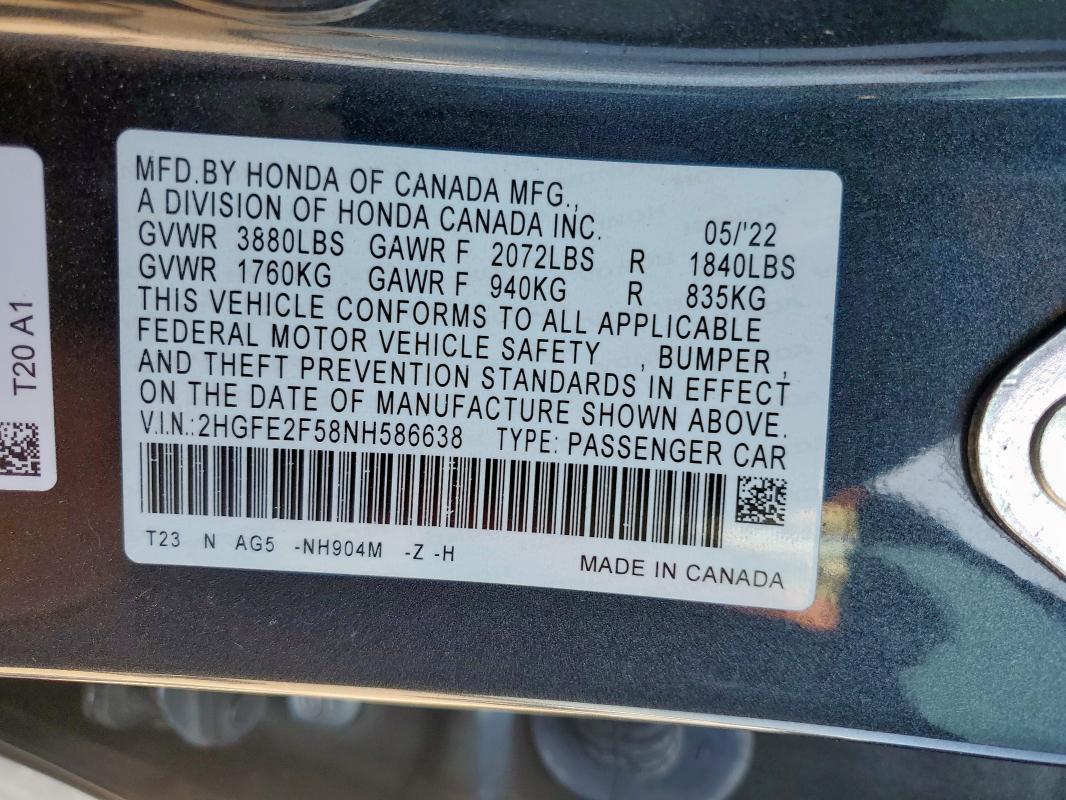 T20 A1
MFD.BY HONDA OF CANADA MFG.,
A DIVISION OF HONDA CANADA INC. 05/'22
GVWR 3880LBS GAWR F 2072LBS R 1840LBS
GVWR 1760KG GAWR F 940KG R 835KG
THIS VEHICLE CONFORMS TO ALL APPLICABLE
FEDERAL MOTOR VEHICLE SAFETY , BUMPER ,
AND THEFT PREVENTION STANDARDS IN EFFECT
ON THE DATE OF MANUFACTURE SHOWN ABOVE.
V.I.N.:2HGFE2F58NH586638 TYPE: PASSENGER CAR
T23 N AG5 -NH904M -Z -H MADE IN CANADA